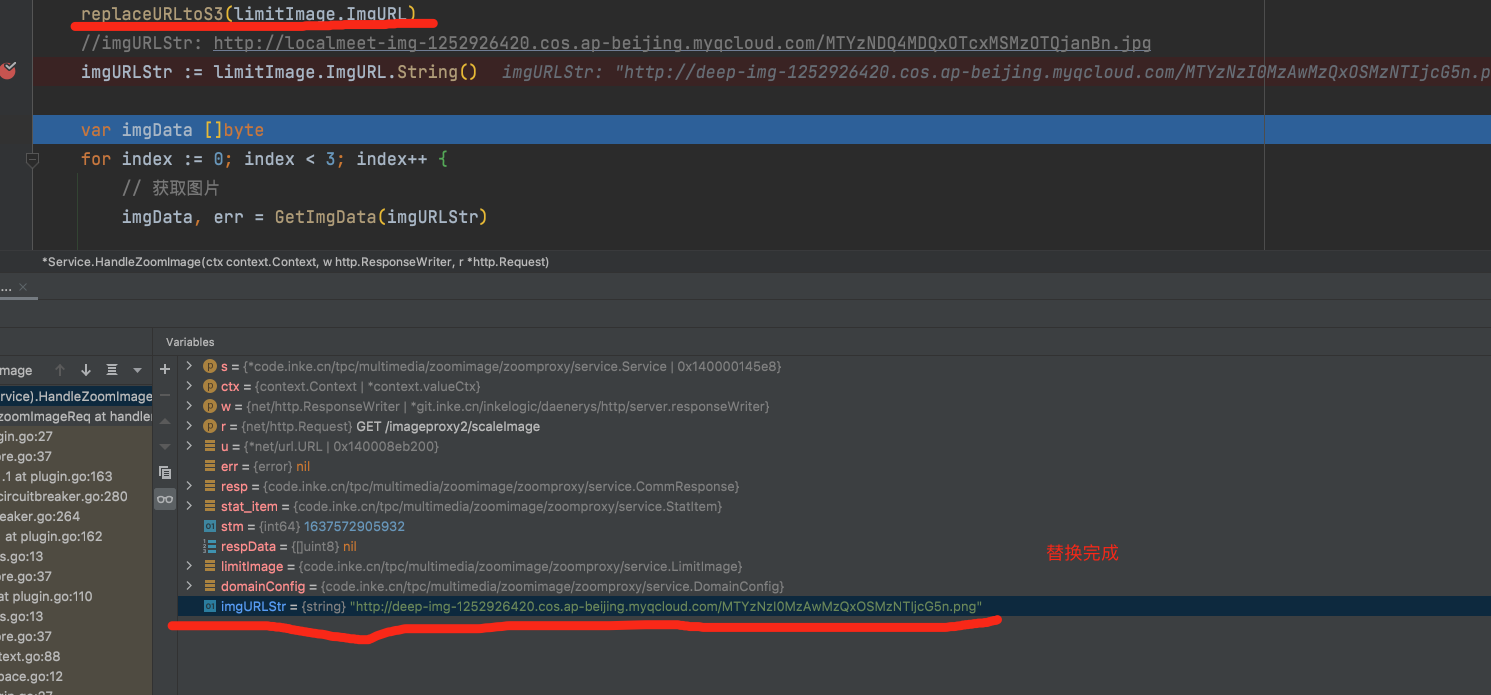 replaceURLtoS3(limitImage.ImgURL)
//imgURLStr: http://localmeet-img-1252926420.cos.ap-beijing.myqcloud.com/MTYzNDQ4MDQxOTcxMSMzOTQjanBn.jpg
imgURLStr := limitImage.ImgURL.String() imgURLStr: "http://deep-img-1252926420.cos.ap-beijing.myqcloud.com/MTYzNzI0MzAwMzQxOSMzNTIjcG5n.p
var imgData []byte
for index := 0; index < 3; index++ {
// 获取图片
imgData, err = GetImgData(imgURLStr)
*Service.HandleZoomImage(ctx context.Context, w http.ResponseWriter, r *http.Request)
...
Variables
mage
rvice).HandleZoomImage
zoomImageReq at handler
gin.go:27
ore.go:37
.1 at plugin.go:163
circuitbreaker.go:280
eaker.go:264
at plugin.go:162
s.go:13
ore.go:37
at plugin.go:110
s.go:13
ore.go:37
text.go:88
pace.go:12
s = {*code.inke.cn/tpc/multimedia/zoomimage/zoomproxy/service.Service | 0x140000145e8}
ctx = {context.Context | *context.valueCtx}
w = {net/http.ResponseWriter | *git.inke.cn/inkelogic/daenerys/http/server.responseWriter}
r = {net/http.Request} GET /imageproxy2/scaleImage
u = {*net/url.URL | 0x140008eb200}
err = {error} nil
resp = {code.inke.cn/tpc/multimedia/zoomimage/zoomproxy/service.CommResponse}
stat_item = {code.inke.cn/tpc/multimedia/zoomimage/zoomproxy/service.StatItem}
stm = {int64} 1637572905932
respData = {[]uint8} nil
limitImage = {code.inke.cn/tpc/multimedia/zoomimage/zoomproxy/service.LimitImage}
domainConfig = {code.inke.cn/tpc/multimedia/zoomimage/zoomproxy/service.DomainConfig}
imgURLStr = {string} "http://deep-img-1252926420.cos.ap-beijing.myqcloud.com/MTYzNzI0MzAwMzQxOSMzNTIjcG5n.png"
替换完成